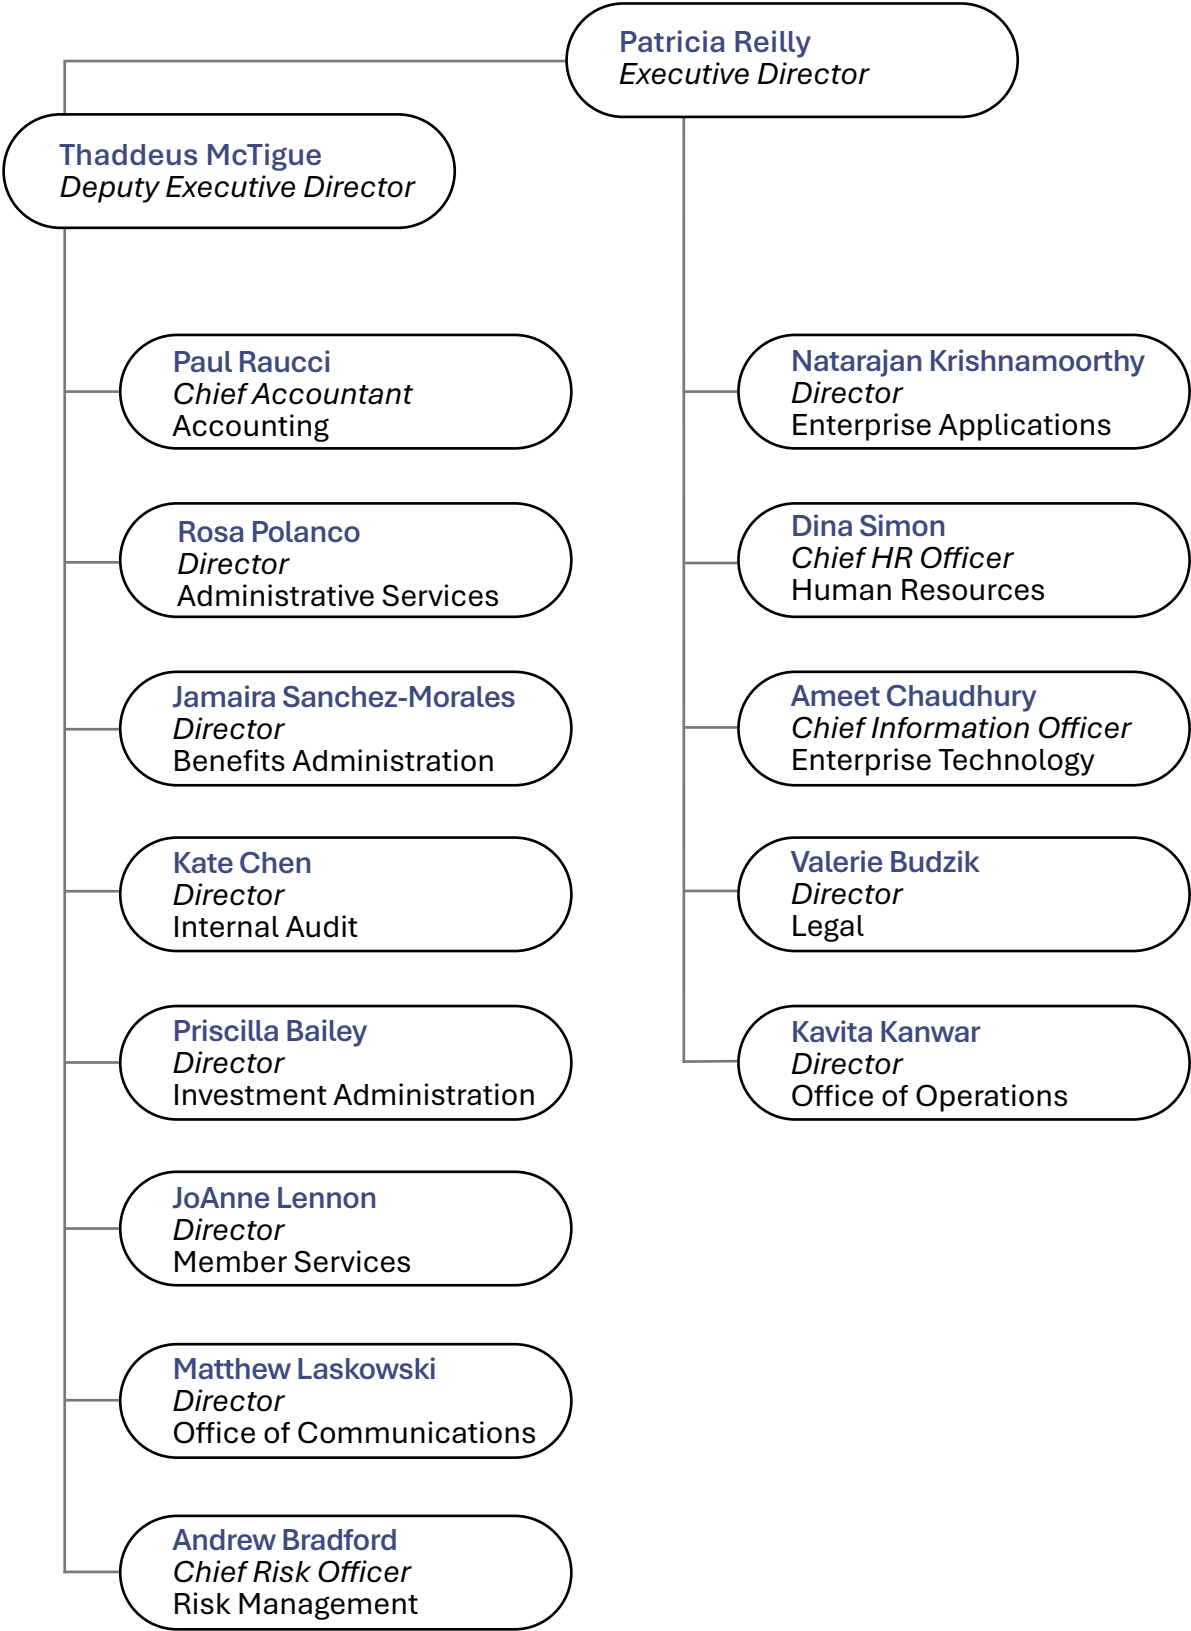 Patricia Reilly
Executive Director
Thaddeus McTigue
Deputy Executive Director
Paul Raucci
Chief Accountant
Accounting
Rosa Polanco
Director
Administrative Services
Jamaira Sanchez-Morales
Director
Benefits Administration
Kate Chen
Director
Internal Audit
Priscilla Bailey
Director
Investment Administration
JoAnne Lennon
Director
Member Services
Matthew Laskowski
Director
Office of Communications
Andrew Bradford
Chief Risk Officer
Risk Management
Natarajan Krishnamoorthy
Director
Enterprise Applications
Dina Simon
Chief HR Officer
Human Resources
Ameet Chaudhury
Chief Information Officer
Enterprise Technology
Valerie Budzik
Director
Legal
Kavita Kanwar
Director
Office of Operations